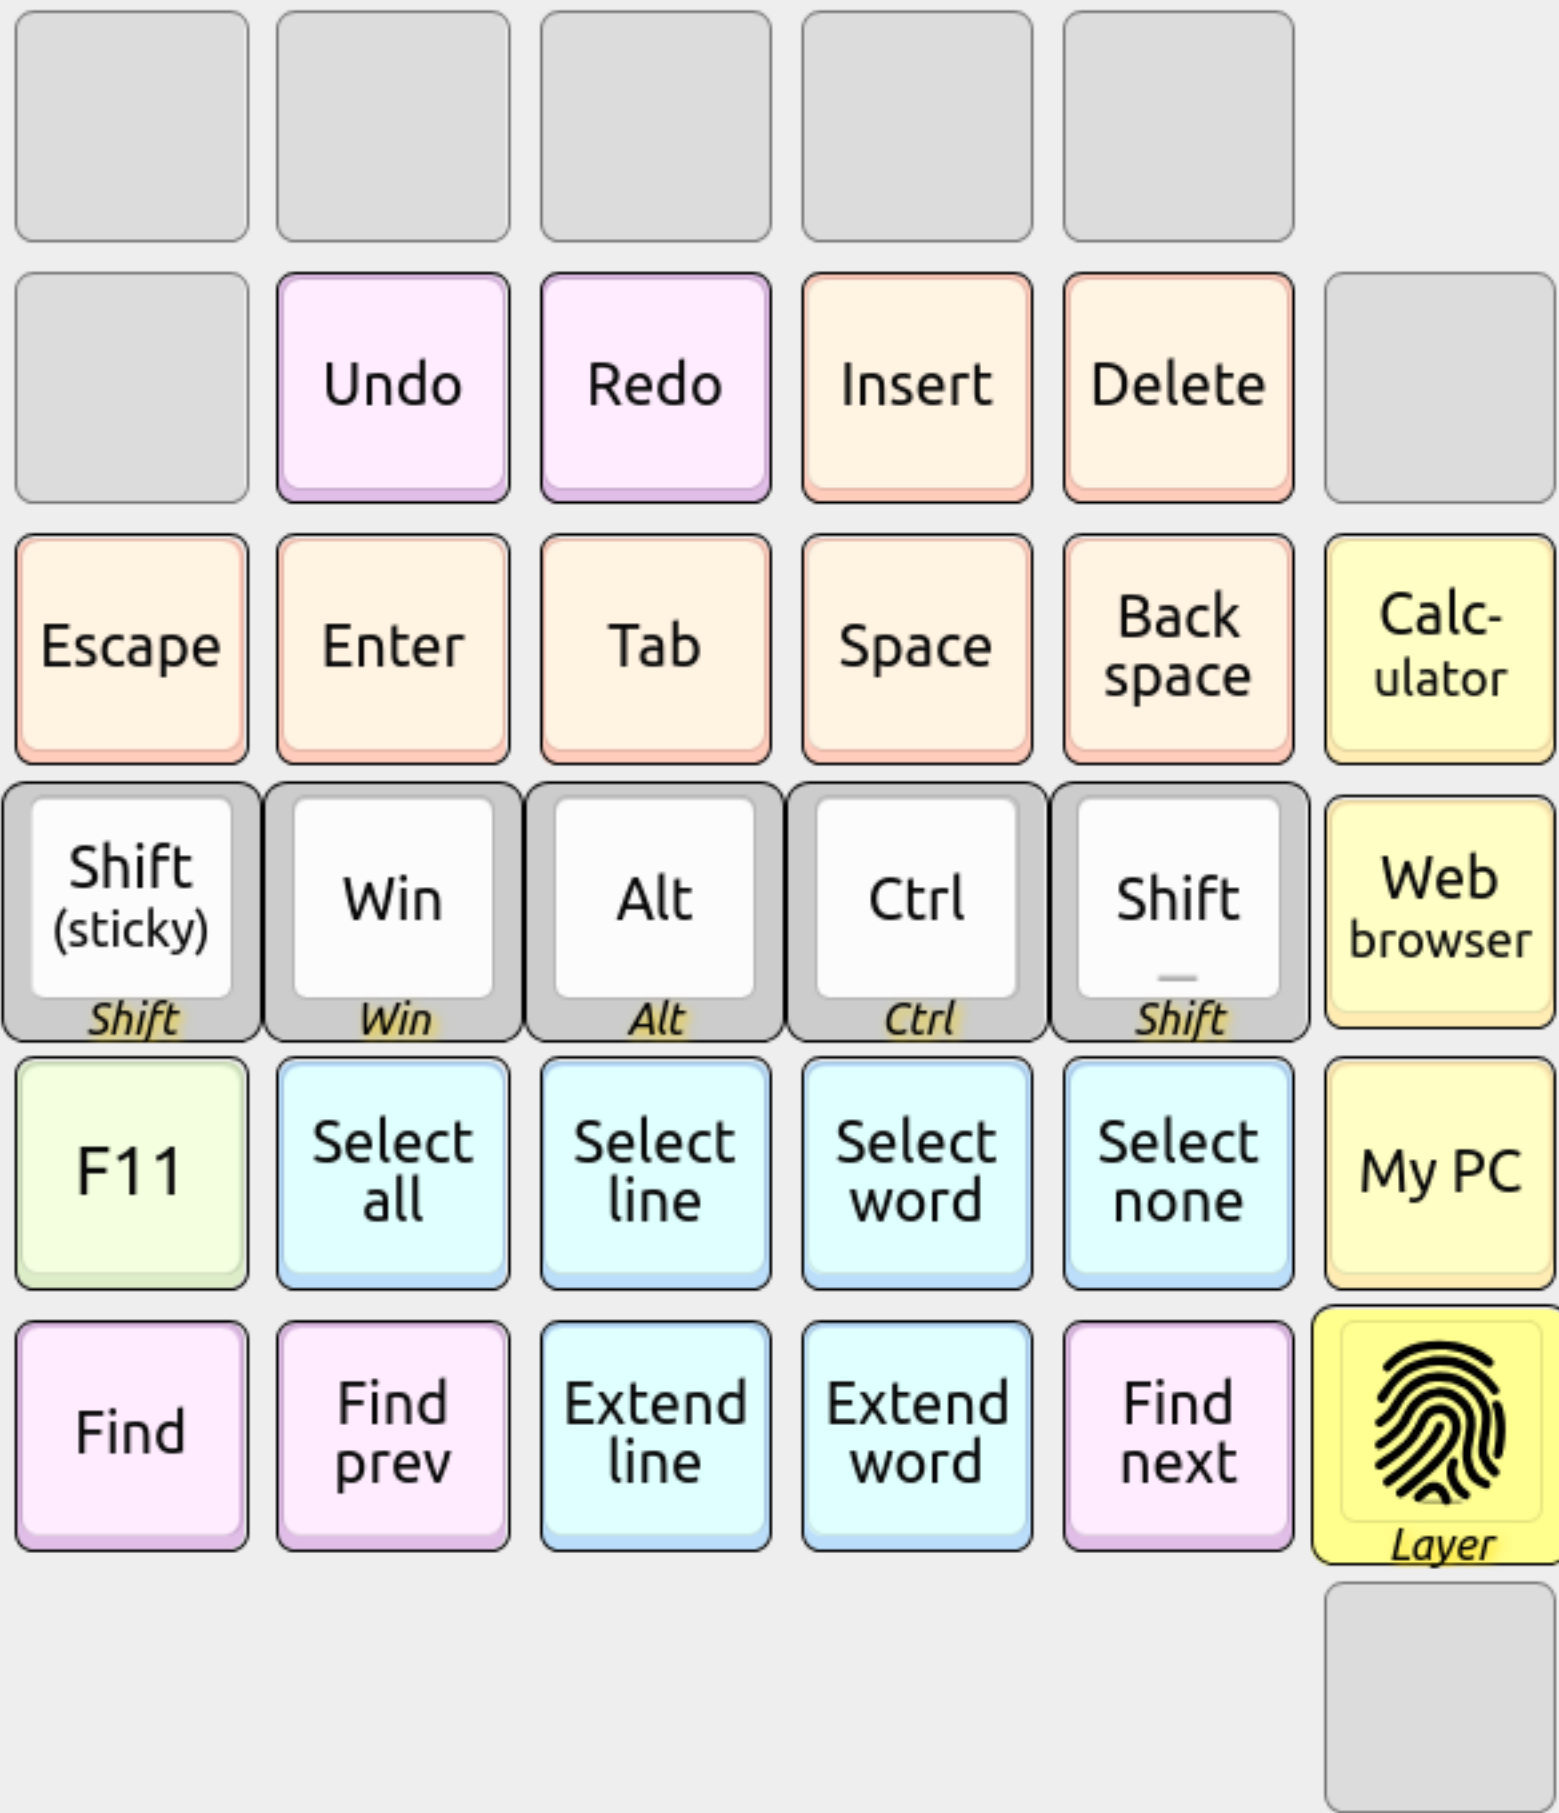 Undo
Redo
Insert
Delete
Escape
Enter
Tab
Space
Back
space
Calc-
ulator
Shift
(sticky)
Shift
Win
Win
Alt
Alt
Ctrl
Ctrl
Shift
_
Shift
Web
browser
F11
Select
all
Select
line
Select
word
Select
none
My PC
Find
Find
prev
Extend
line
Extend
word
Find
next
Layer